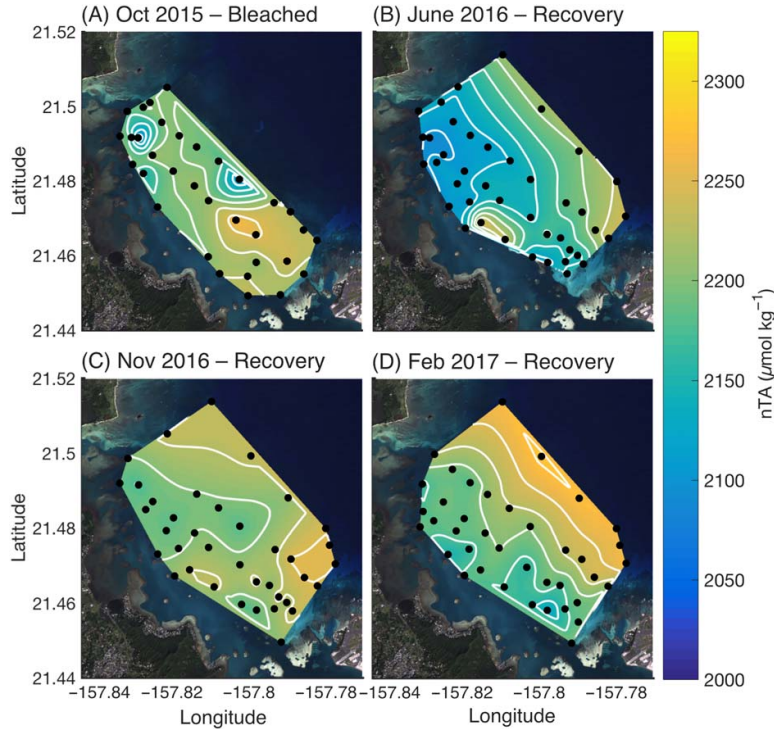 (A) Oct 2015 – Bleached
(B) June 2016 – Recovery
21.52
21.5
21.48
21.46
21.44
Latitude
(C) Nov 2016 – Recovery
(D) Feb 2017 – Recovery
21.52
21.5
21.48
21.46
21.44
Latitude
−157.84
−157.82
−157.8
−157.78
Longitude
−157.84
−157.82
−157.8
−157.78
Longitude
2300
2250
2200
2150
2100
2050
2000
nTA (μmol kg⁻¹)